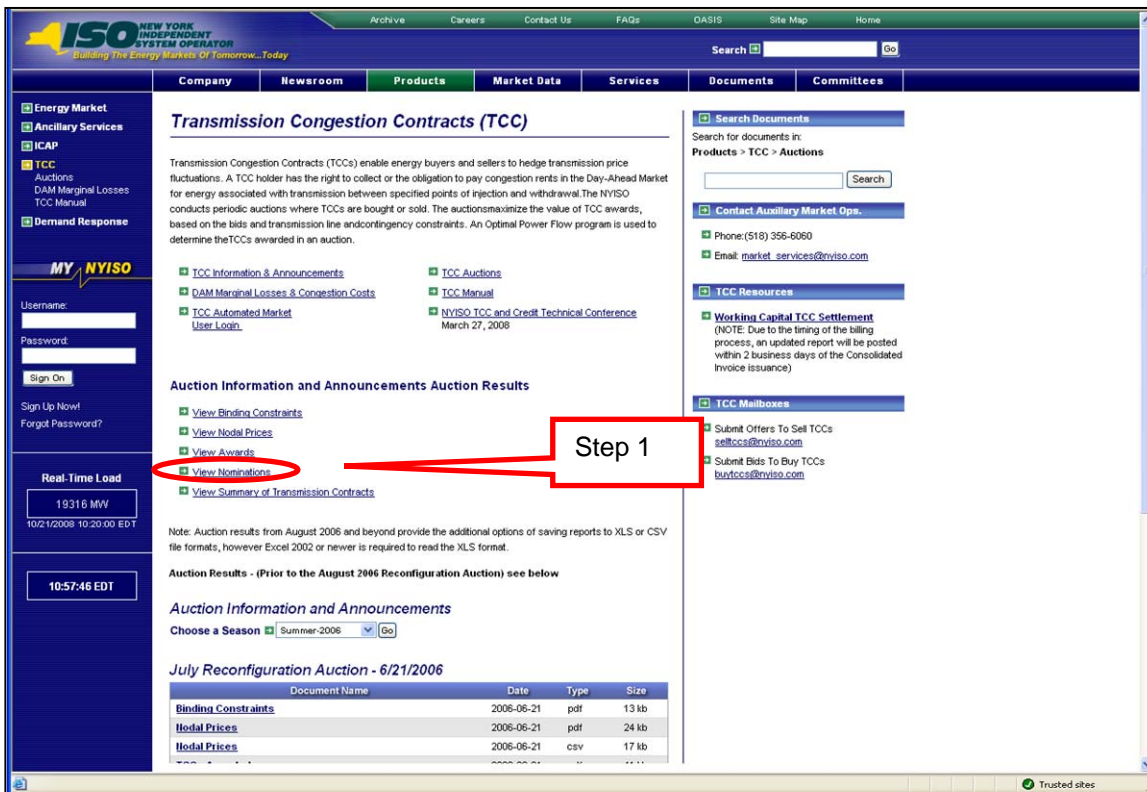 Archive Careers Contact Us FAQs OASIS Site Map Home
ISO NEW YORK
INDEPENDENT
SYSTEM OPERATOR
Building The Energy Markets Of Tomorrow...Today
Search Go
Company Newsroom Products Market Data Services Documents Committees
Energy Market
Ancillary Services
ICAP
TCC
Auctions
DAM Marginal Losses
TCC Manual
Demand Response
MY NYISO
Username:
Password:
Sign On
Sign Up Now!
Forgot Password?
Real-Time Load
19316 MW
10/21/2008 10:20:00 EDT
10:57:46 EDT
Transmission Congestion Contracts (TCC)
Transmission Congestion Contracts (TCCs) enable energy buyers and sellers to hedge transmission price
fluctuations. A TCC holder has the right to collect or the obligation to pay congestion rents in the Day-Ahead Market
for energy associated with transmission between specified points of injection and withdrawal.The NYISO
conducts periodic auctions where TCCs are bought or sold. The auctionsmaximize the value of TCC awards,
based on the bids and transmission line andcontingency constraints. An Optimal Power Flow program is used to
determine theTCCs awarded in an auction.
TCC Information & Announcements
DAM Marginal Losses & Congestion Costs
TCC Automated Market
User Login
TCC Auctions
TCC Manual
NYISO TCC and Credit Technical Conference
March 27, 2008
Auction Information and Announcements Auction Results
View Binding Constraints
View Nodal Prices
View Awards
View Nominations
View Summary of Transmission Contracts
Step 1
Note: Auction results from August 2006 and beyond provide the additional options of saving reports to XLS or CSV
file formats, however Excel 2002 or newer is required to read the XLS format.
Auction Results - (Prior to the August 2006 Reconfiguration Auction) see below
Auction Information and Announcements
Choose a Season Summer-2006 Go
July Reconfiguration Auction - 6/21/2006
Document Name Date Type Size
Binding Constraints 2006-06-21 pdf 13 kb
Nodal Prices 2006-06-21 pdf 24 kb
Nodal Prices 2006-06-21 csv 17 kb
Search Documents
Search for documents in:
Products > TCC > Auctions
Search
Contact Auxillary Market Ops.
Phone:(518) 356-6060
Email: market_services@nyiso.com
TCC Resources
Working Capital TCC Settlement
(NOTE: Due to the timing of the billing
process, an updated report will be posted
within 2 business days of the Consolidated
Invoice issuance)
TCC Mailboxes
Submit Offers To Sell TCCs
selltccs@nyiso.com
Submit Bids To Buy TCCs
buytccs@nyiso.com
Trusted sites